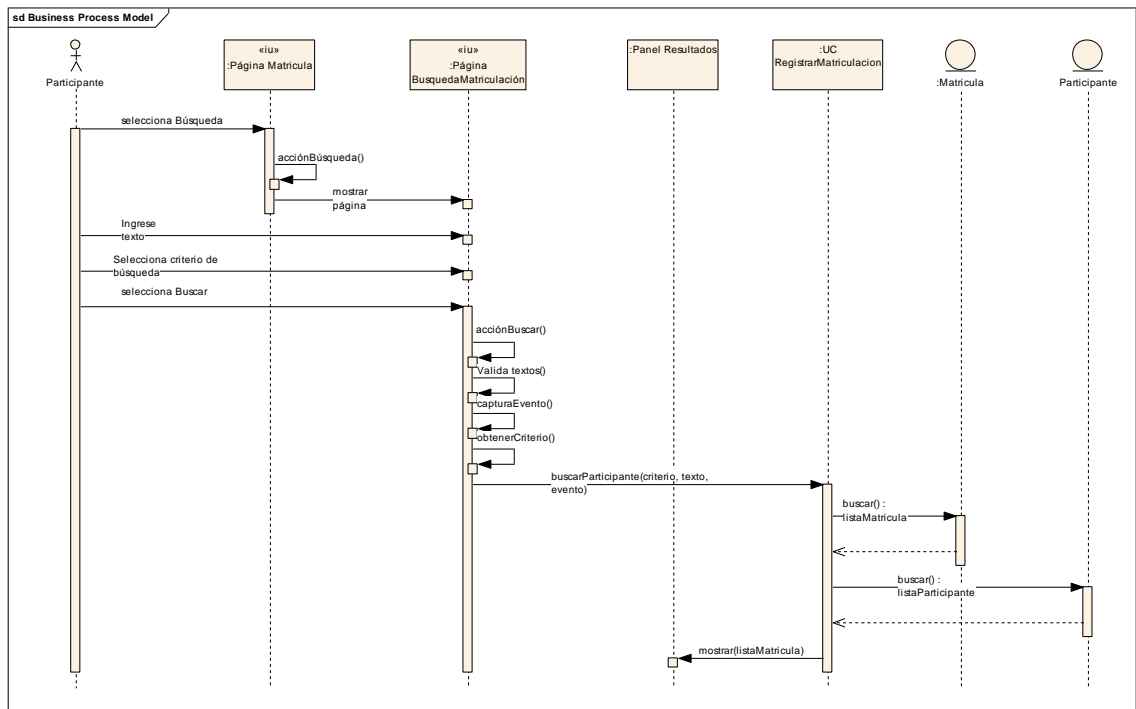 sd Business Process Model
Participante
«iu»
:Página Matricula
«iu»
:Página
BusquedaMatriculación
:Panel Resultados
:UC
RegistrarMatriculacion
:Matricula
Participante
selecciona Búsqueda
acciónBúsqueda()
mostrar
página
Ingrese
texto
Selecciona criterio de
búsqueda
selecciona Buscar
acciónBuscar()
Valida textos()
capturaEvento()
obtenerCriterio()
buscarParticipante(criterio, texto,
evento)
buscar() :
listaMatricula
buscar() :
listaParticipante
mostrar(listaMatricula)